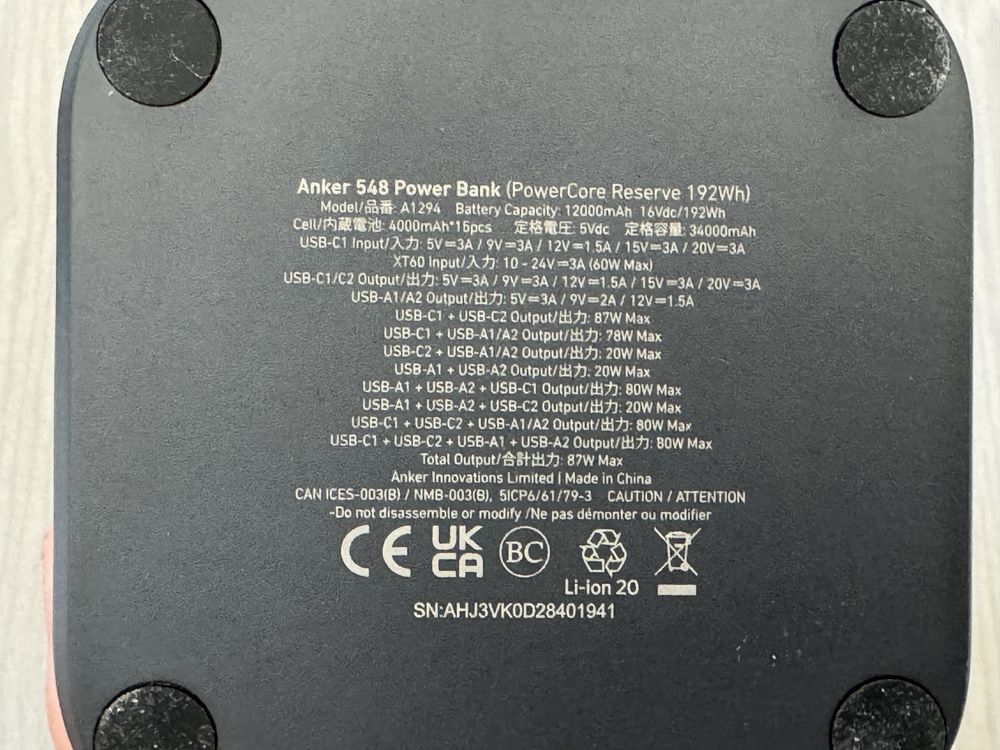 Anker 548 Power Bank (PowerCore Reserve 192Wh)
Model/品番: A1294 Battery Capacity: 12000mAh 16Vdc/192Wh
Cell/内蔵電池: 4000mAh*15pcs 定格電圧: 5Vdc 定格容量: 34000mAh
USB-C1 Input/入力: 5V⎓3A / 9V⎓3A / 12V⎓1.5A / 15V⎓3A / 20V⎓3A
XT60 Input/入力: 10 - 24V⎓3A (60W Max)
USB-C1/C2 Output/出力: 5V⎓3A / 9V⎓3A / 12V⎓1.5A / 15V⎓3A / 20V⎓3A
USB-A1/A2 Output/出力: 5V⎓3A / 9V⎓2A / 12V⎓1.5A
USB-C1 + USB-C2 Output/出力: 87W Max
USB-C1 + USB-A1/A2 Output/出力: 78W Max
USB-C2 + USB-A1/A2 Output/出力: 20W Max
USB-A1 + USB-A2 Output/出力: 20W Max
USB-A1 + USB-A2 + USB-C1 Output/出力: 80W Max
USB-A1 + USB-A2 + USB-C2 Output/出力: 20W Max
USB-C1 + USB-C2 + USB-A1/A2 Output/出力: 80W Max
USB-C1 + USB-C2 + USB-A1 + USB-A2 Output/出力: 80W Max
Total Output/合計出力: 87W Max
Anker Innovations Limited | Made in China
CAN ICES-003(B) / NMB-003(B), 5ICP6/61/79-3 CAUTION / ATTENTION
-Do not disassemble or modify /Ne pas démonter ou modifier
CE UK CA BC
Li-ion 20
SN:AHJ3VK0D28401941